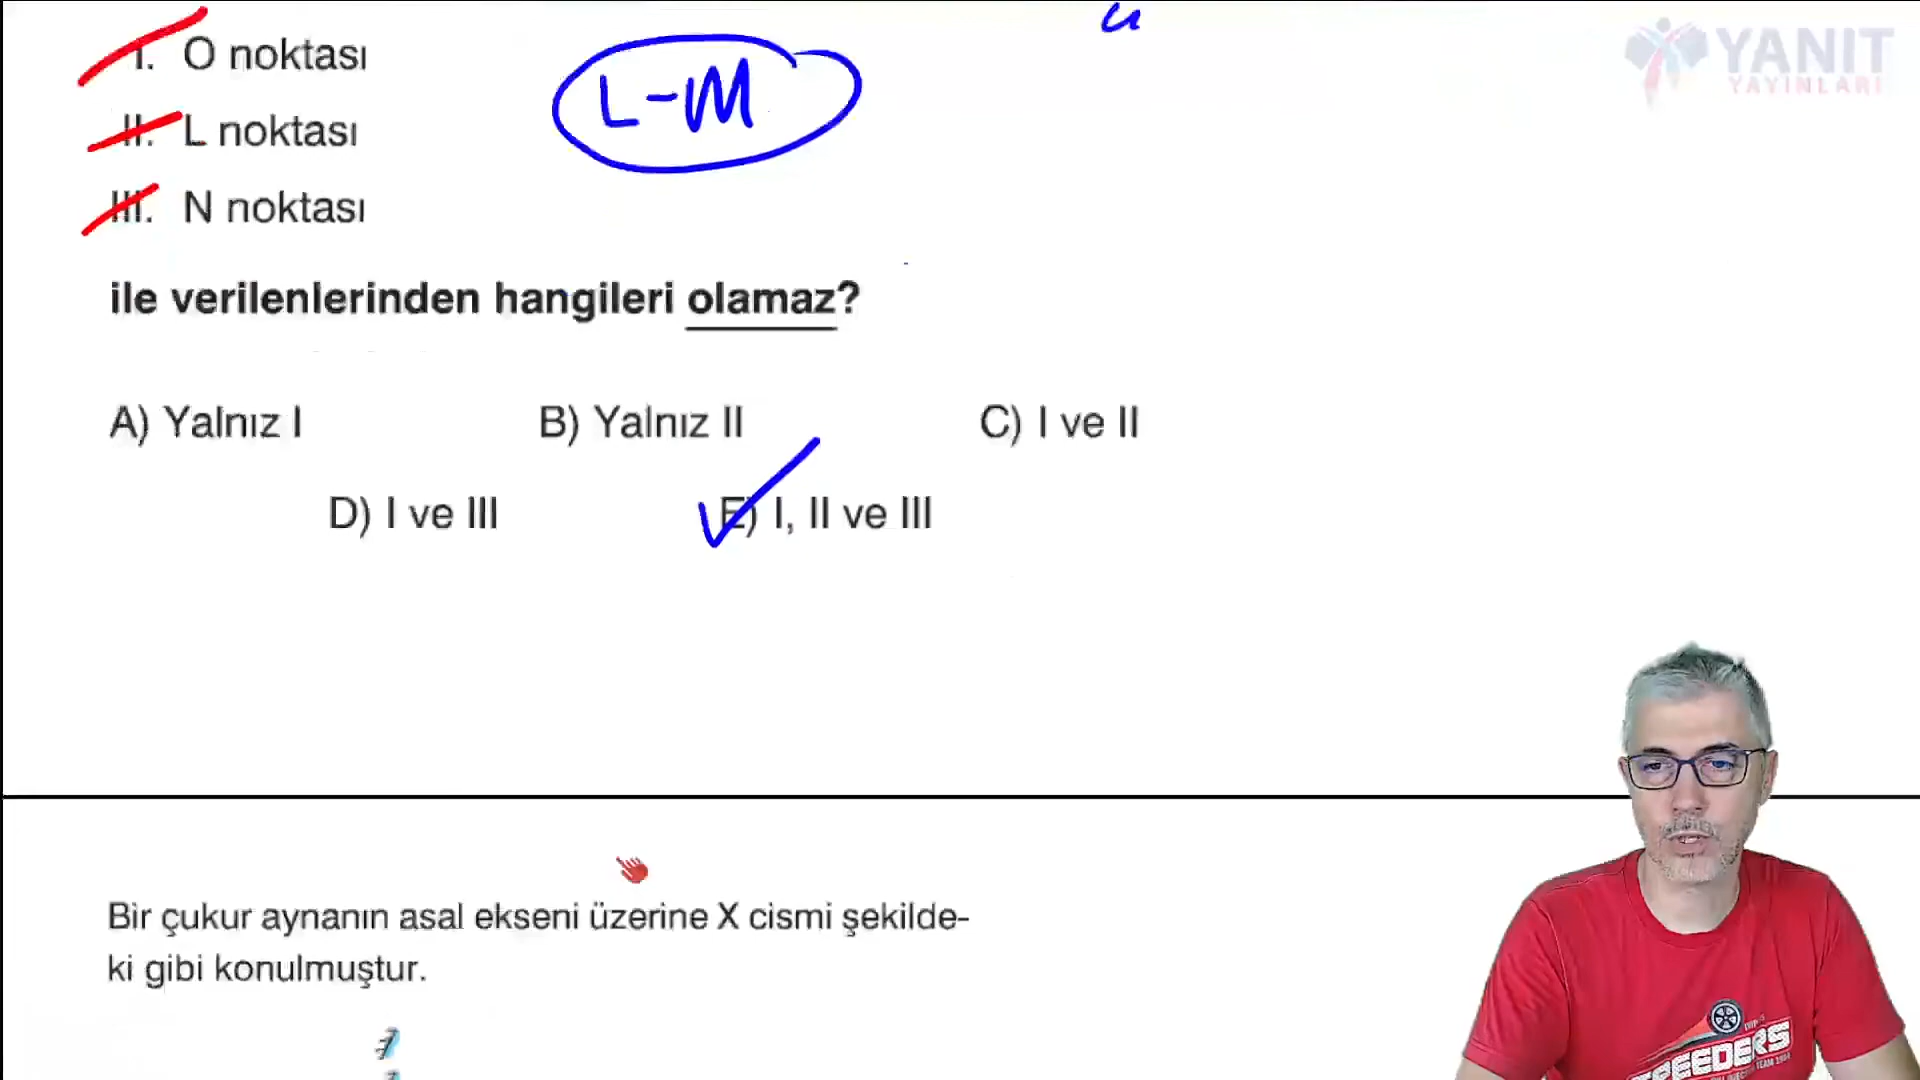 YANIT
YAYINLARI
I. O noktası
L-M
II. L noktası
III. N noktası
ile verilenlerinden hangileri olamaz?
A) Yalnız I
B) Yalnız II
C) I ve II
D) I ve III
E) I, II ve III
Bir çukur aynanın asal ekseni üzerine X cismi şekilde-
ki gibi konulmuştur.